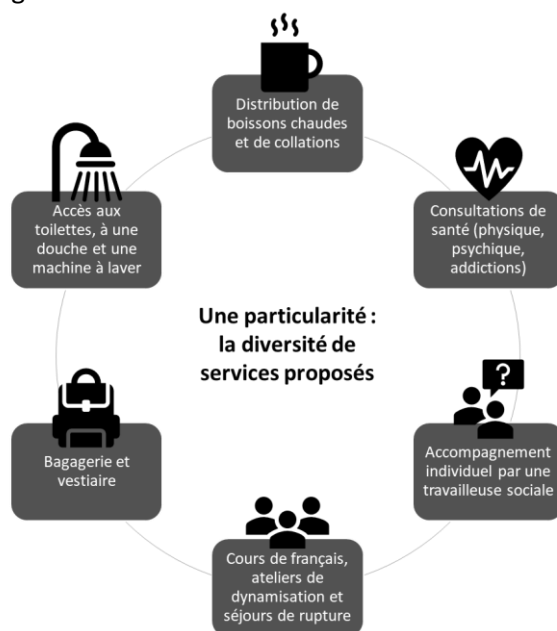 Distribution de
boissons chaudes
et de collations
Consultations de
santé (physique,
psychique,
addictions)
?
Accompagnement
individuel par une
travailleuse sociale
Cours de français,
ateliers de
dynamisation et
séjours de rupture
Bagagerie et
vestiaire
Accès aux
toilettes, à une
douche et une
machine à laver
Une particularité :
la diversité de
services proposés